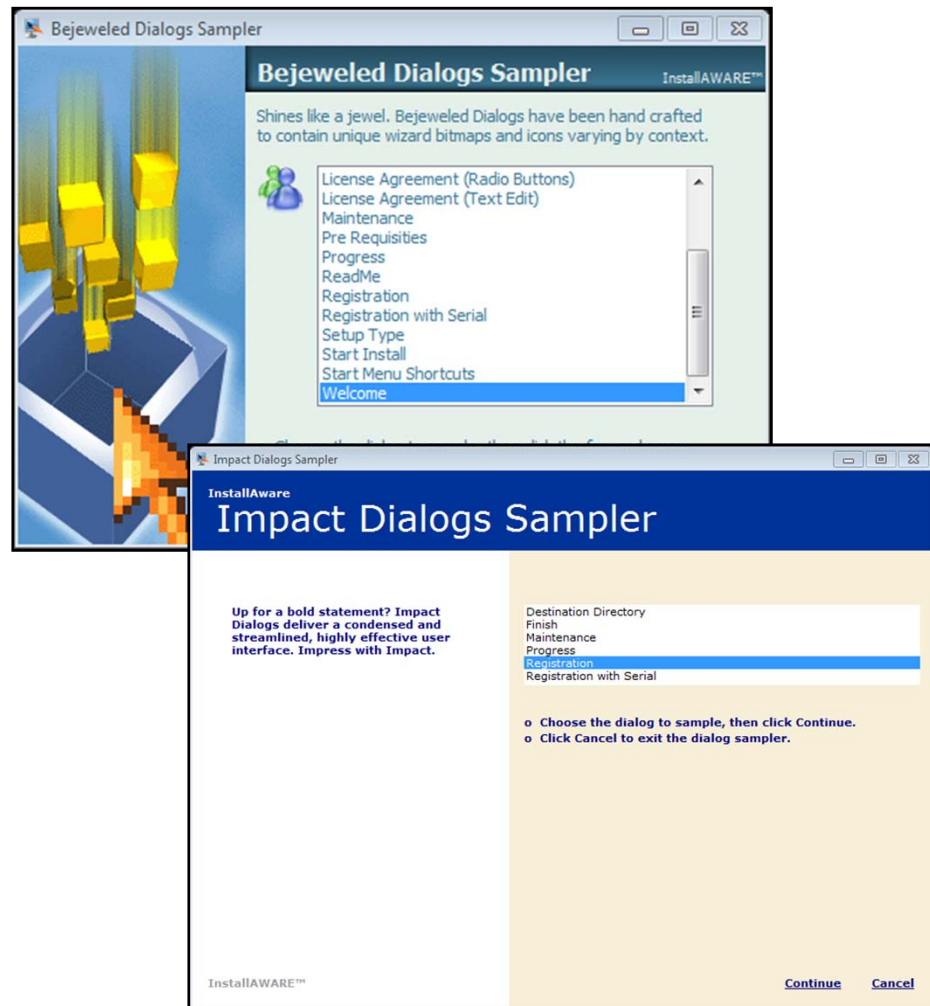 Bejeweled Dialogs Sampler
Bejeweled Dialogs Sampler
InstallAWARE™
Shines like a jewel. Bejeweled Dialogs have been hand crafted
to contain unique wizard bitmaps and icons varying by context.
License Agreement (Radio Buttons)
License Agreement (Text Edit)
Maintenance
Pre Requisities
Progress
ReadMe
Registration
Registration with Serial
Setup Type
Start Install
Start Menu Shortcuts
Welcome
Impact Dialogs Sampler
InstallAware
Impact Dialogs Sampler
Up for a bold statement? Impact
Dialogs deliver a condensed and
streamlined, highly effective user
interface. Impress with Impact.
Destination Directory
Finish
Maintenance
Progress
Registration
Registration with Serial
o Choose the dialog to sample, then click Continue.
o Click Cancel to exit the dialog sampler.
InstallAWARE™
Continue Cancel